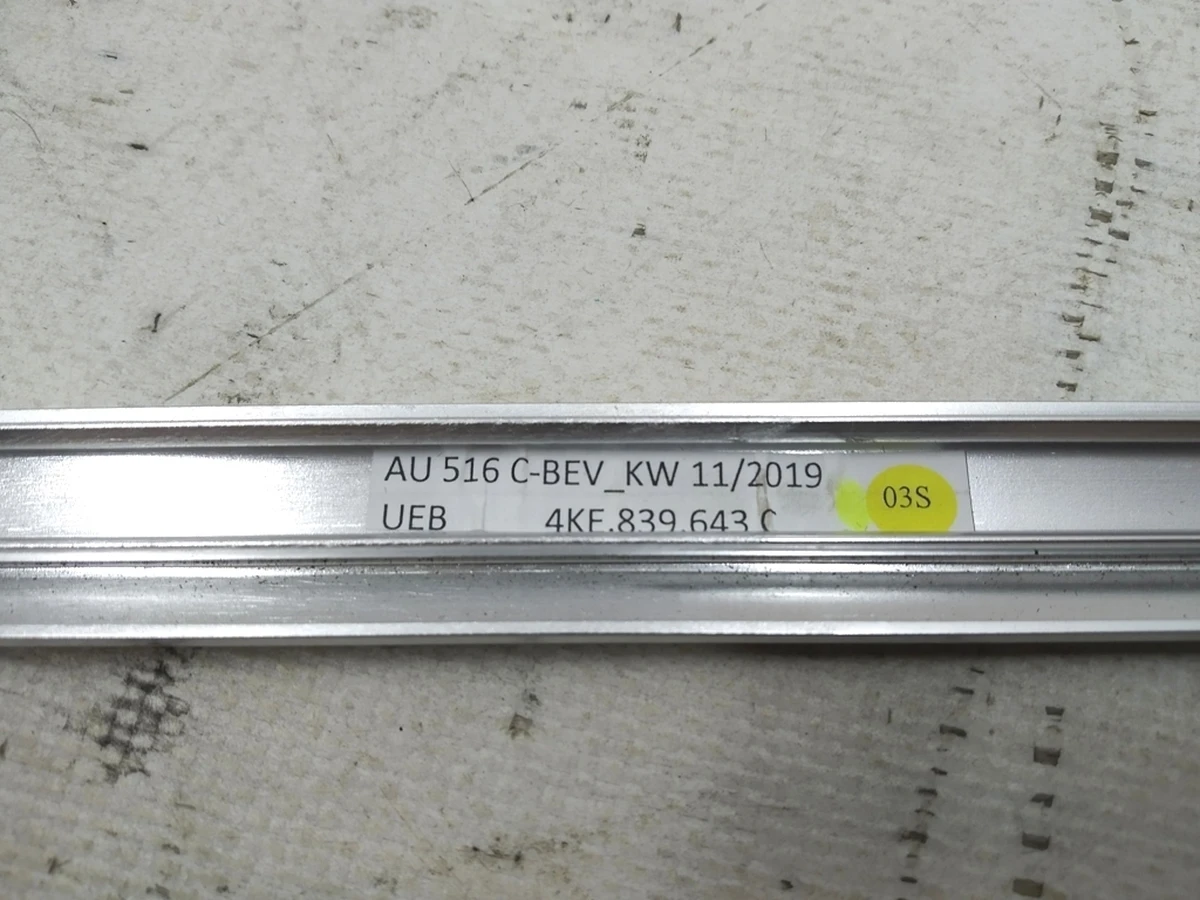 AU 516 C-BEV_KW 11/2019
UEB 4KE.839.643 C
03S